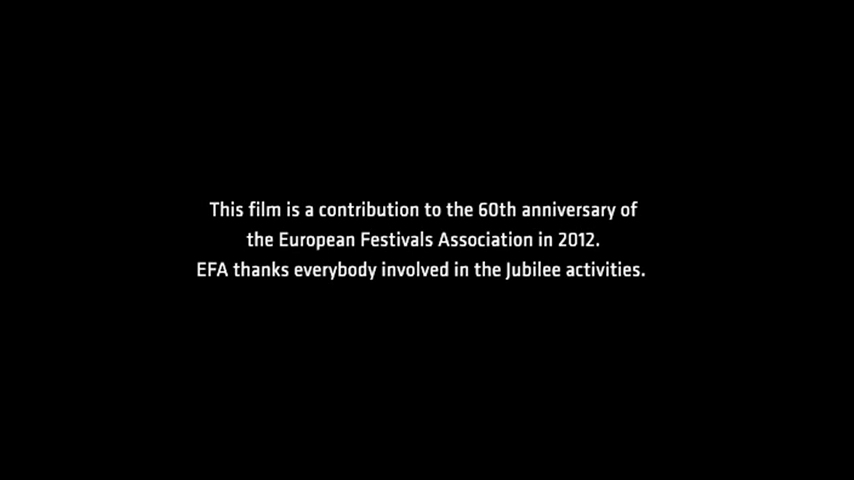 This film is a contribution to the 60th anniversary of
the European Festivals Association in 2012.
EFA thanks everybody involved in the Jubilee activities.